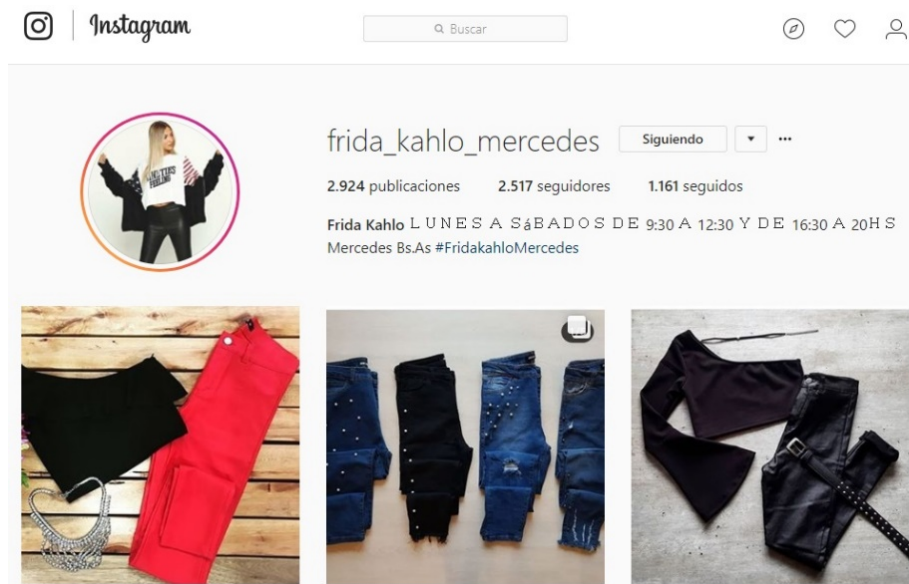 Instagram
Buscar
frida_kahlo_mercedes Siguiendo
2.924 publicaciones 2.517 seguidores 1.161 seguidos
Frida Kahlo L U N E S A S á B A D O S D E 9:30 A 12:30 Y D E 16:30 A 20H S
Mercedes Bs.As #FridakahloMercedes